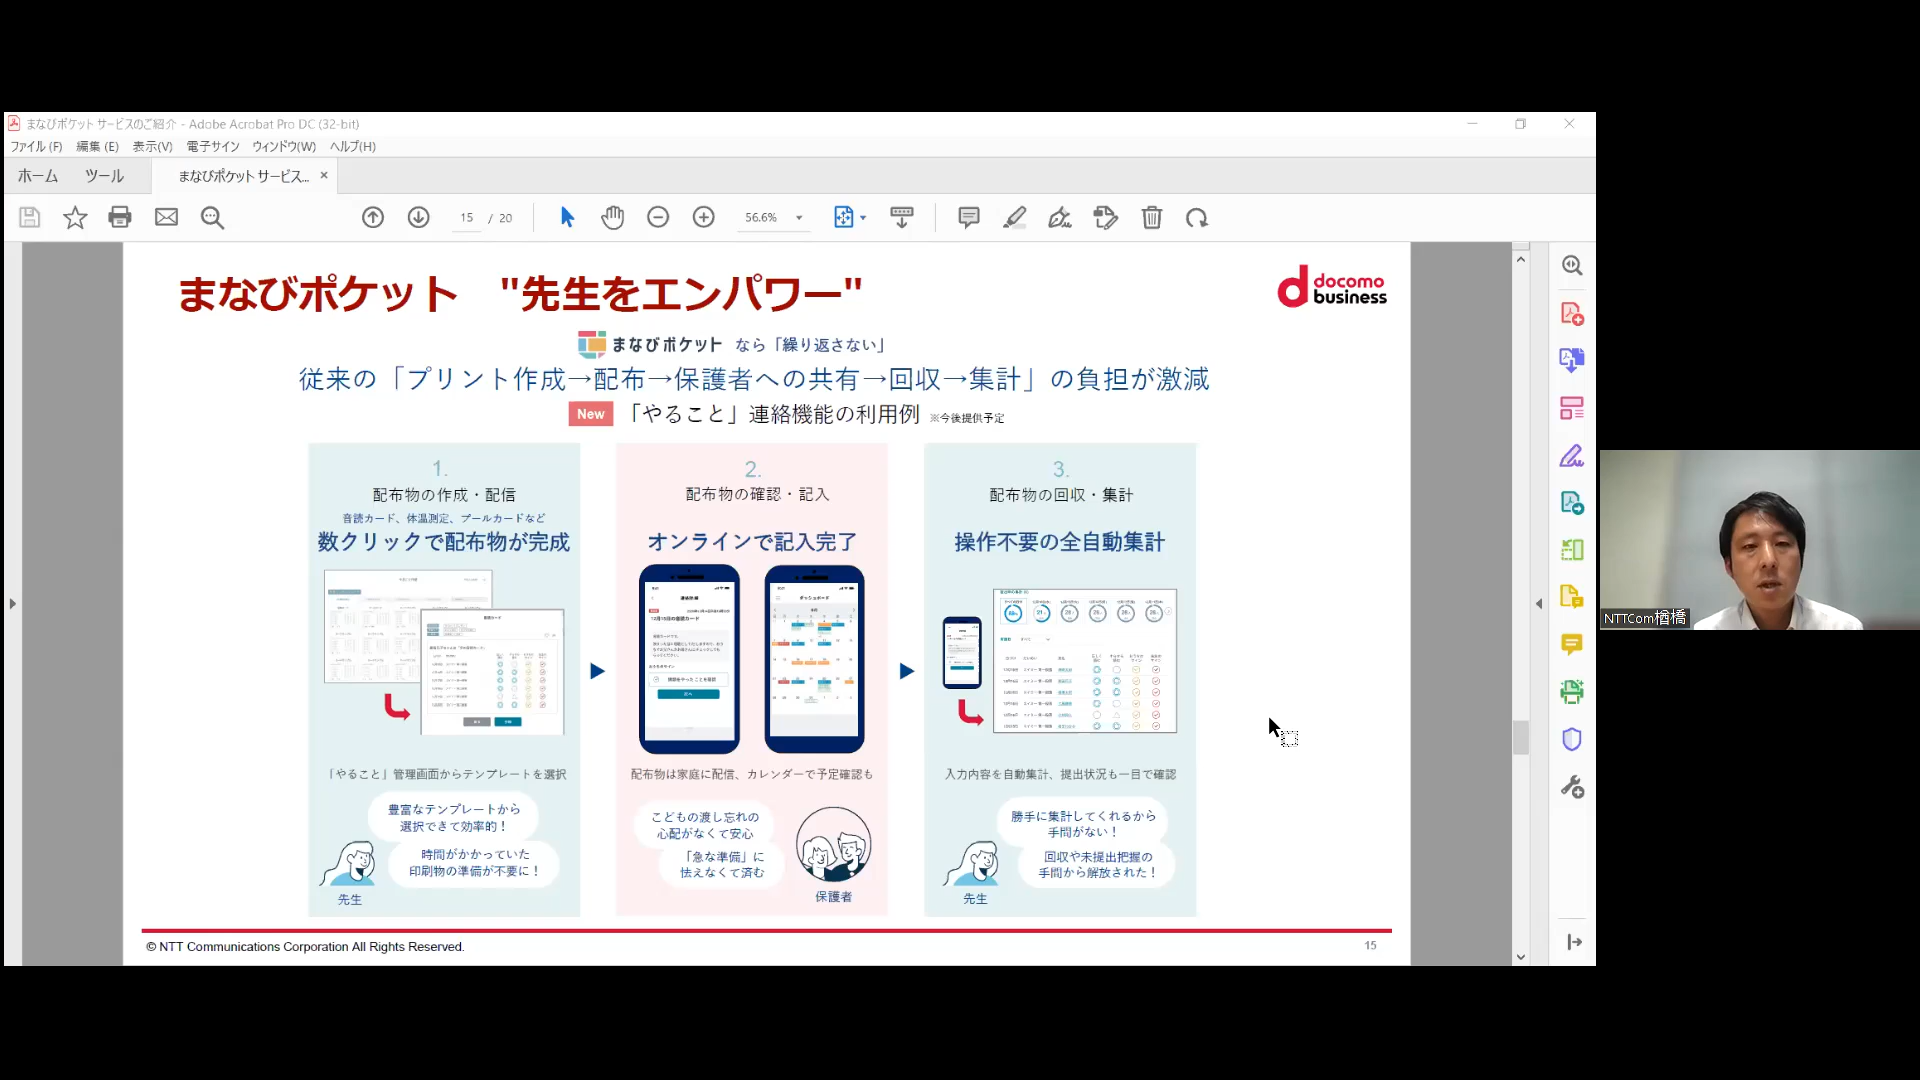 まなびポケット サービスのご紹介 - Adobe Acrobat Pro DC (32-bit)
ファイル(F) 編集(E) 表示(V) 電子サイン ウィンドウ(W) ヘルプ(H)
ホーム ツール まなびポケット サービス... ×
15 / 20 56.6%
まなびポケット "先生をエンパワー"
docomo business
まなびポケット なら「繰り返さない」
従来の「プリント作成→配布→保護者への共有→回収→集計」の負担が激減
New 「やること」連絡機能の利用例 ※今後提供予定
1.
配布物の作成・配信
音読カード、体温測定、プールカードなど
数クリックで配布物が完成
「やること」管理画面からテンプレートを選択
豊富なテンプレートから
選択できて効率的！
時間がかかっていた
印刷物の準備が不要に！
先生
2.
配布物の確認・記入
オンラインで記入完了
ダッシュボード
配布物は家庭に配信、カレンダーで予定確認も
こどもの渡し忘れの
心配がなくて安心
「急な準備」に
怯えなくて済む
保護者
3.
配布物の回収・集計
操作不要の全自動集計
入力内容を自動集計、提出状況も一目で確認
勝手に集計してくれるから
手間がない！
回収や未提出把握の
手間から解放された！
先生
© NTT Communications Corporation All Rights Reserved.
15
NTTCom楢橋